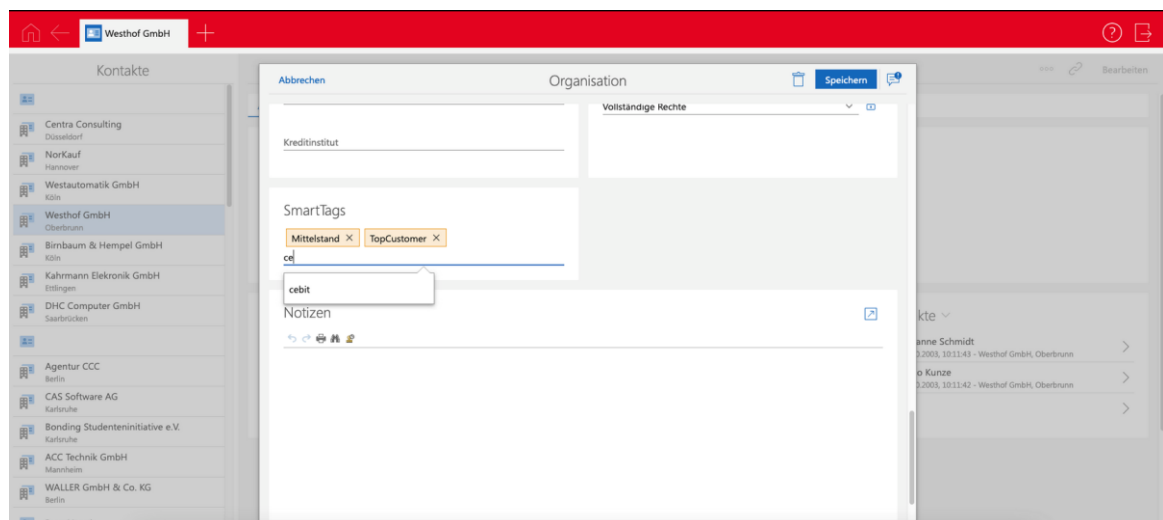 Westhof GmbH
Kontakte
Centra Consulting
Düsseldorf
NorKauf
Hannover
Westautomatik GmbH
Köln
Westhof GmbH
Oberbrunn
Birnbaum & Hempel GmbH
Köln
Kahrmann Elekronik GmbH
Ettlingen
DHC Computer GmbH
Saarbrücken
Agentur CCC
Berlin
CAS Software AG
Karlsruhe
Bonding Studenteninitiative e.V.
Karlsruhe
ACC Technik GmbH
Mannheim
WALLER GmbH & Co. KG
Berlin
Abbrechen
Organisation
Speichern
Vollständige Rechte
Kreditinstitut
SmartTags
Mittelstand
TopCustomer
ce
cebit
Notizen
Bearbeiten
kte
anne Schmidt
.2003, 10:11:43 - Westhof GmbH, Oberbrunn
o Kunze
.2003, 10:11:42 - Westhof GmbH, Oberbrunn